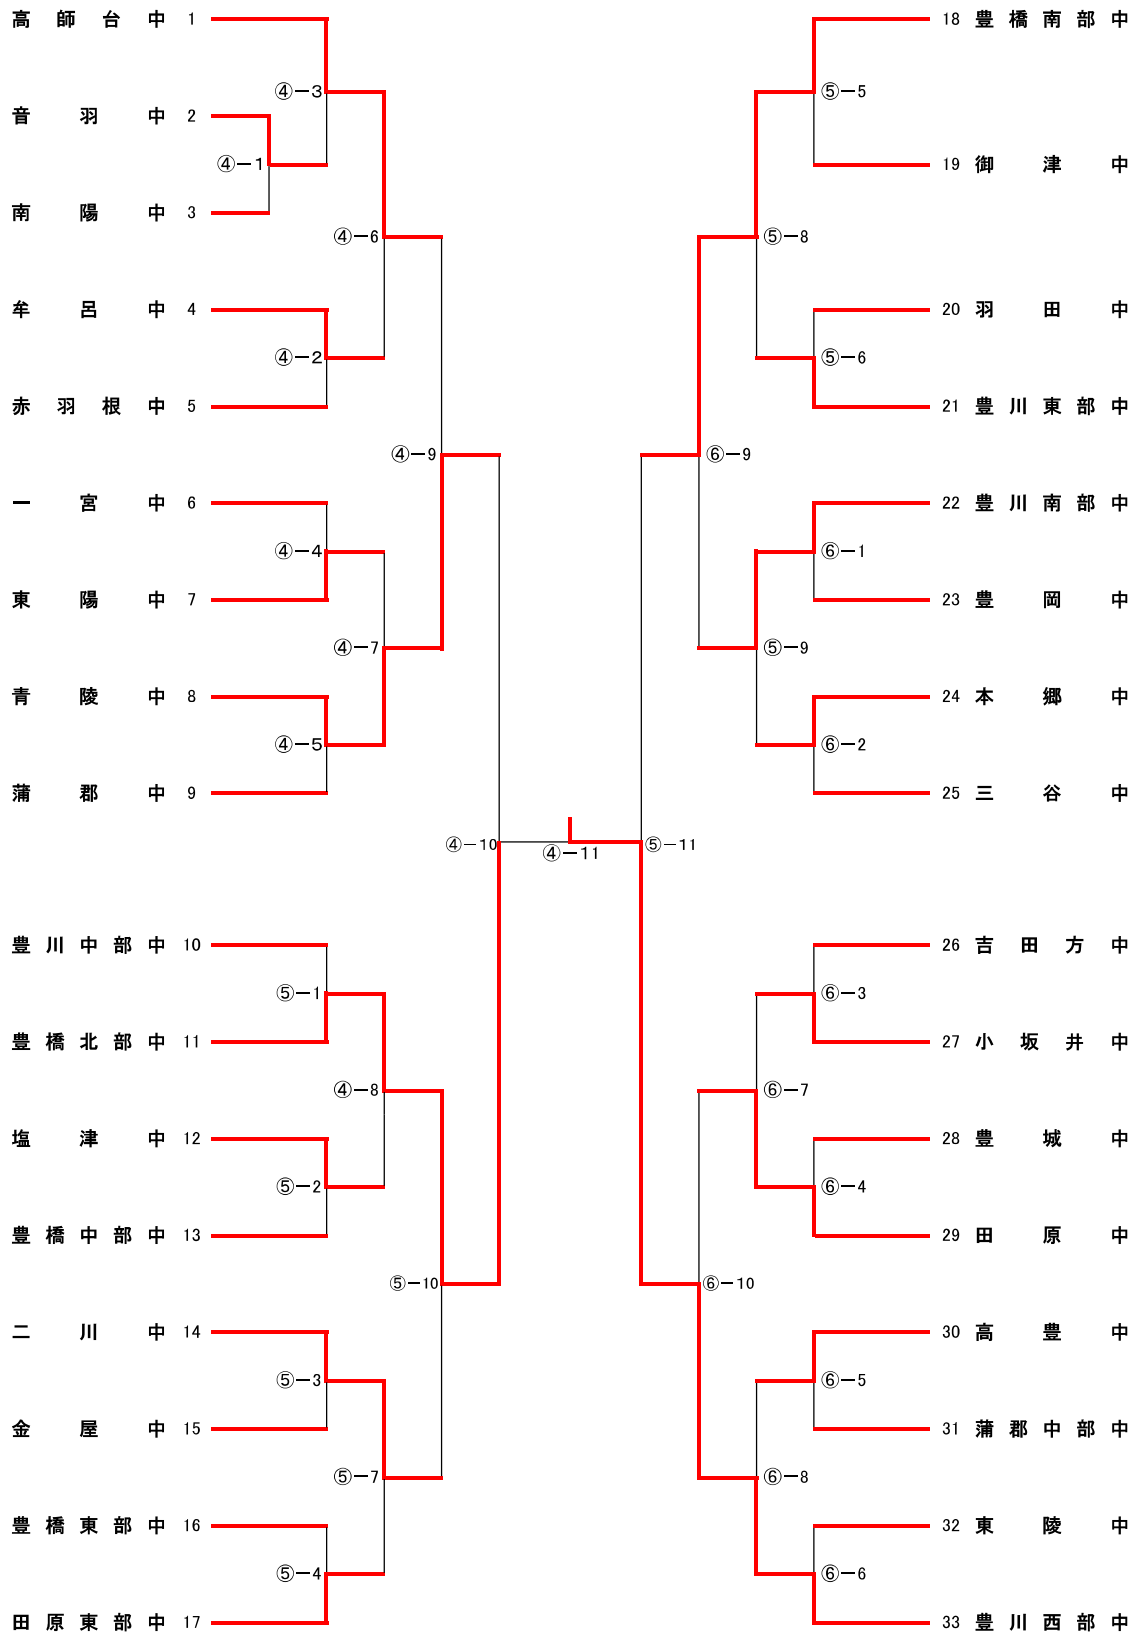 高師台中 1
④－3
音羽中 2
④－1
南陽中 3
④－6
牟呂中 4
④－2
赤羽根中 5
④－9
一宮中 6
④－4
東陽中 7
④－7
青陵中 8
④－5
蒲郡中 9
④－10
④－11
豊川中部中 10
⑤－1
豊橋北部中 11
④－8
塩津中 12
⑤－2
豊橋中部中 13
⑤－10
二川中 14
⑤－3
金屋中 15
⑤－7
豊橋東部中 16
⑤－4
田原東部中 17
18 豊橋南部中
⑤－5
19 御津中
⑤－8
20 羽田中
⑤－6
21 豊川東部中
⑥－9
22 豊川南部中
⑥－1
23 豊岡中
⑤－9
24 本郷中
⑥－2
25 三谷中
⑤－11
26 吉田方中
⑥－3
27 小坂井中
⑥－7
28 豊城中
⑥－4
29 田原中
⑥－10
30 高豊中
⑥－5
31 蒲郡中部中
⑥－8
32 東陵中
⑥－6
33 豊川西部中